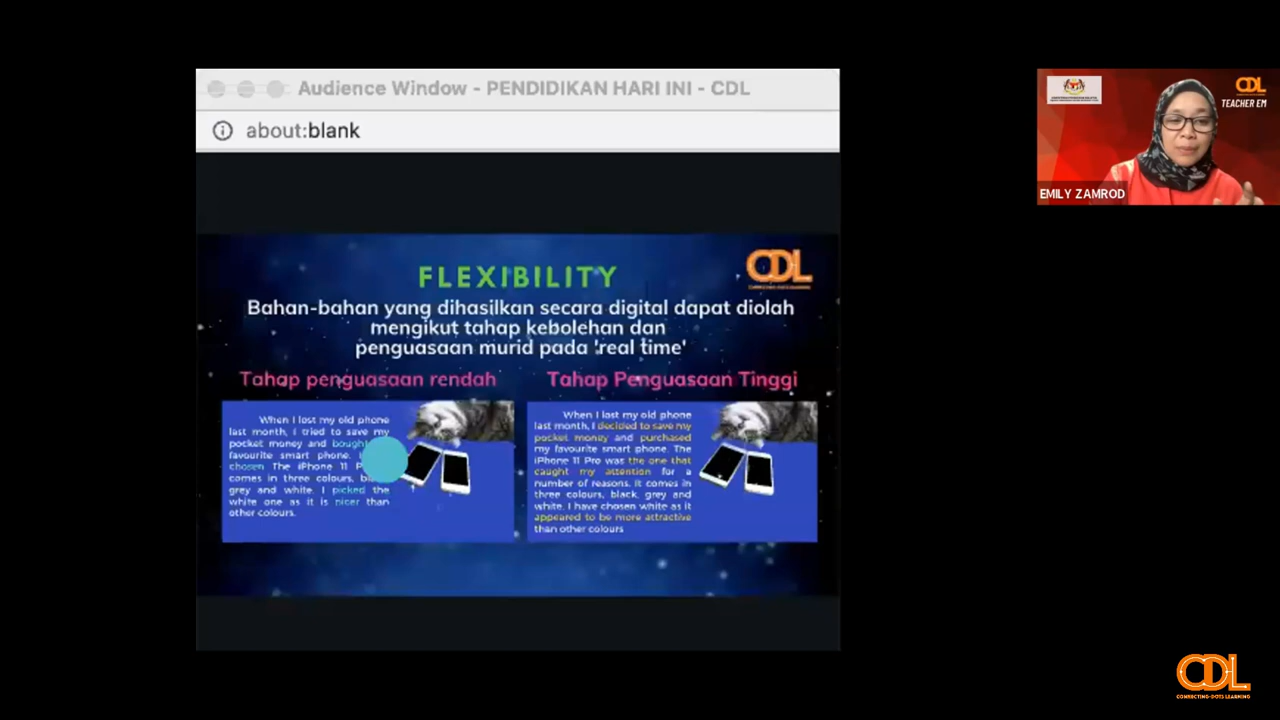 Audience Window - PENDIDIKAN HARI INI - CDL
about:blank
FLEXIBILITY
CDL
Bahan-bahan yang dihasilkan secara digital dapat diolah
mengikut tahap kebolehan dan
penguasaan murid pada 'real time'
Tahap penguasaan rendah
When I lost my old phone
last month, I tried to save my
pocket money and bought
favourite smart phone.
chosen The iPhone 11
comes in three colours,
grey and white. I picked the
white one as it is nicer than
other colours.
Tahap Penguasaan Tinggi
When I lost my old phone
last month, I decided to save my
pocket money and purchased
my favourite smart phone. The
iPhone 11 Pro was the one that
caught my attention for a
number of reasons. It comes in
three colours, black, grey and
white. I have chosen white as it
appeared to be more attractive
than other colours
CDL
TEACHER EM
EMILY ZAMROD
CDL
CONNECTING-DOTS LEARNING